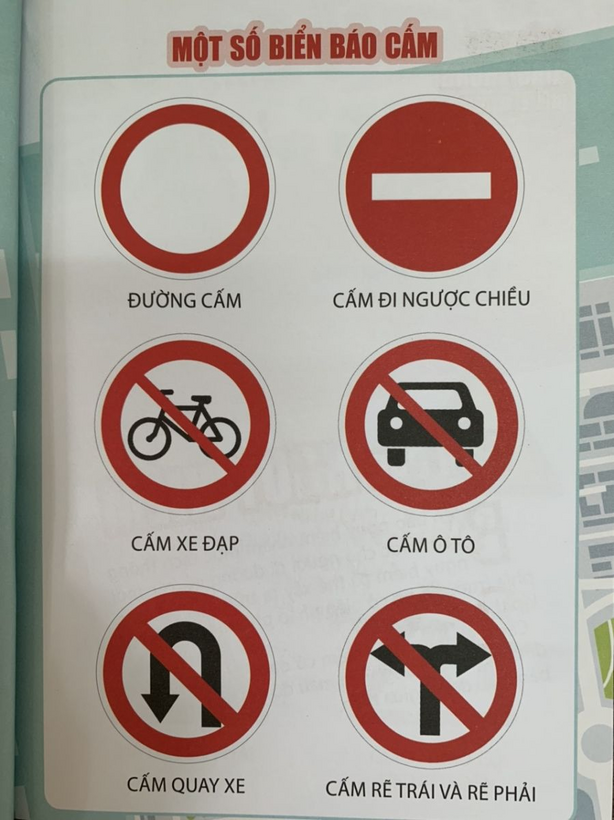 MỘT SỐ BIỂN BÁO CẤM
ĐƯỜNG CẤM
CẤM ĐI NGƯỢC CHIỀU
CẤM XE ĐẠP
CẤM Ô TÔ
CẤM QUAY XE
CẤM RẼ TRÁI VÀ RẼ PHẢI